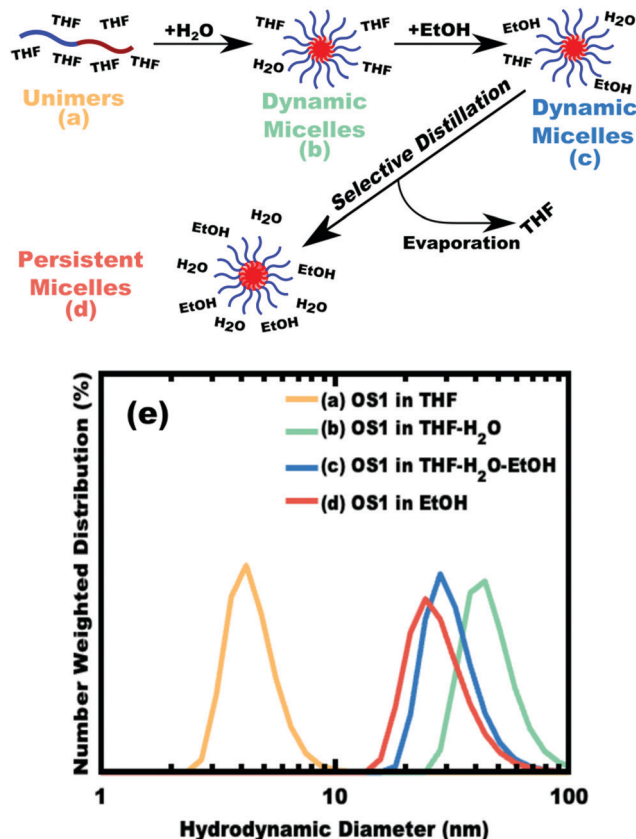 THF THF
THF THF THF THF
Unimers
(a)
+H₂O
THF THF
H₂O THF
Dynamic
Micelles
(b)
+EtOH
EtOH H₂O
THF EtOH
Dynamic
Micelles
(c)
Selective Distillation
Evaporation
THF
Persistent
Micelles
(d)
EtOH H₂O
H₂O EtOH
EtOH H₂O
H₂O EtOH
(e)
(a) OS1 in THF
(b) OS1 in THF-H₂O
(c) OS1 in THF-H₂O-EtOH
(d) OS1 in EtOH
Number Weighted Distribution (%)
1 10 100
Hydrodynamic Diameter (nm)